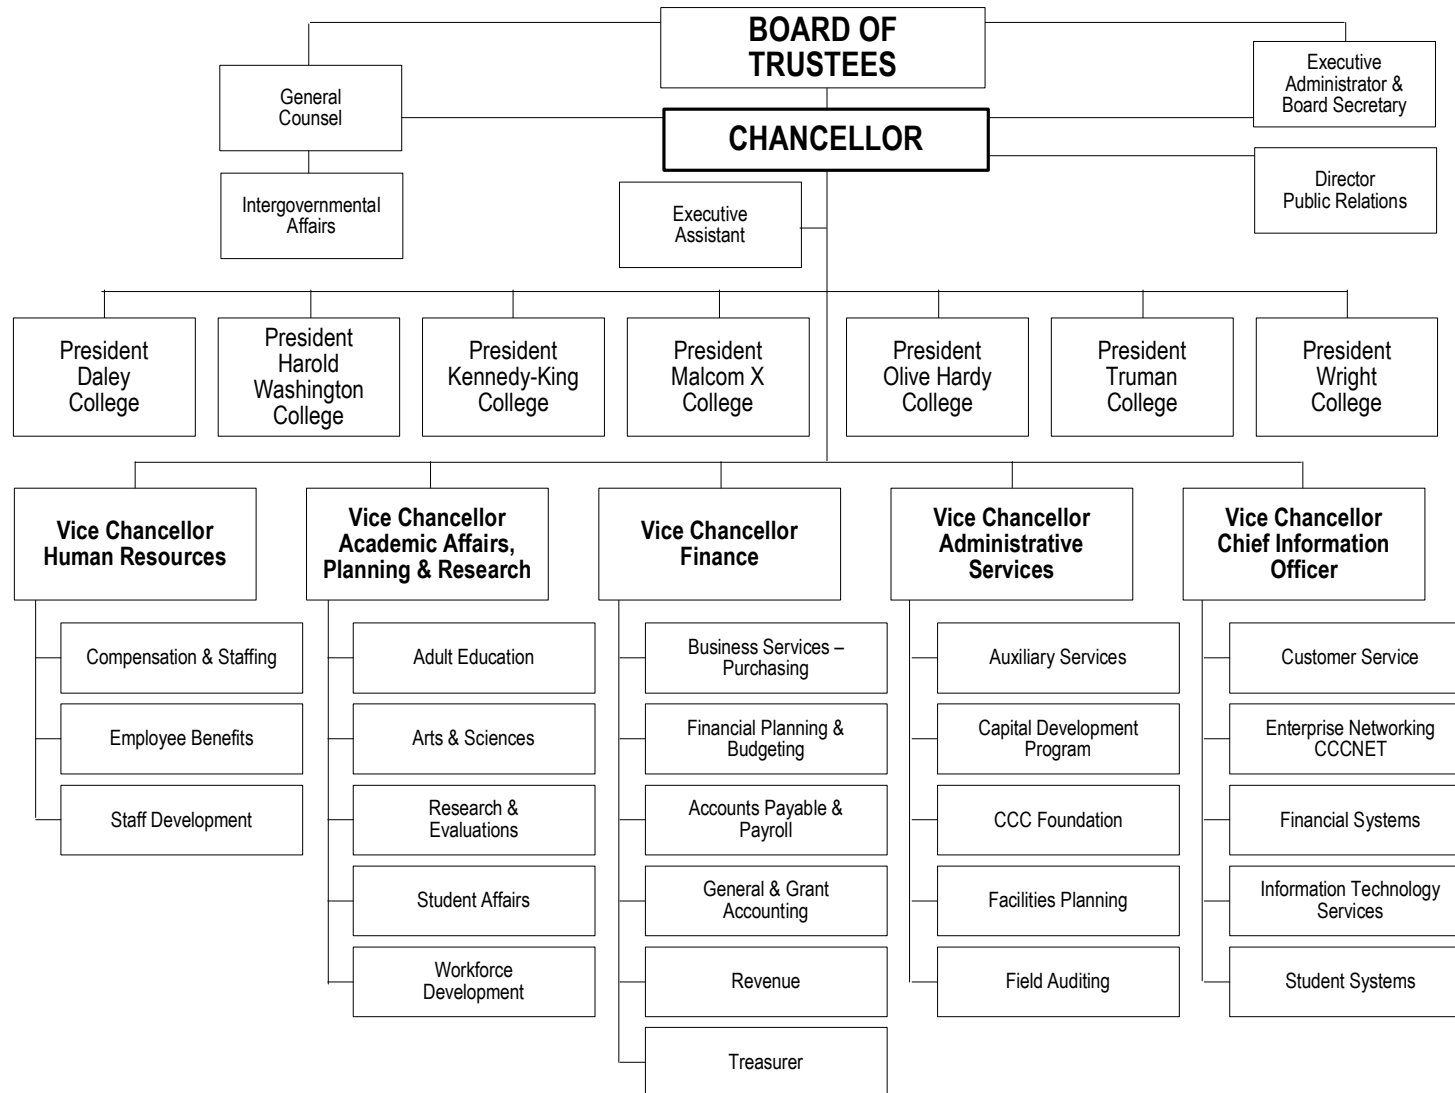 BOARD OF
TRUSTEES
General
Counsel
Executive
Administrator &
Board Secretary
CHANCELLOR
Intergovernmental
Affairs
Executive
Assistant
Director
Public Relations
President
Daley
College
President
Harold
Washington
College
President
Kennedy-King
College
President
Malcom X
College
President
Olive Hardy
College
President
Truman
College
President
Wright
College
Vice Chancellor
Human Resources
Vice Chancellor
Academic Affairs,
Planning & Research
Vice Chancellor
Finance
Vice Chancellor
Administrative
Services
Vice Chancellor
Chief Information
Officer
Compensation & Staffing
Employee Benefits
Staff Development
Adult Education
Arts & Sciences
Research &
Evaluations
Student Affairs
Workforce
Development
Business Services –
Purchasing
Financial Planning &
Budgeting
Accounts Payable &
Payroll
General & Grant
Accounting
Revenue
Treasurer
Auxiliary Services
Capital Development
Program
CCC Foundation
Facilities Planning
Field Auditing
Customer Service
Enterprise Networking
CCCNET
Financial Systems
Information Technology
Services
Student Systems